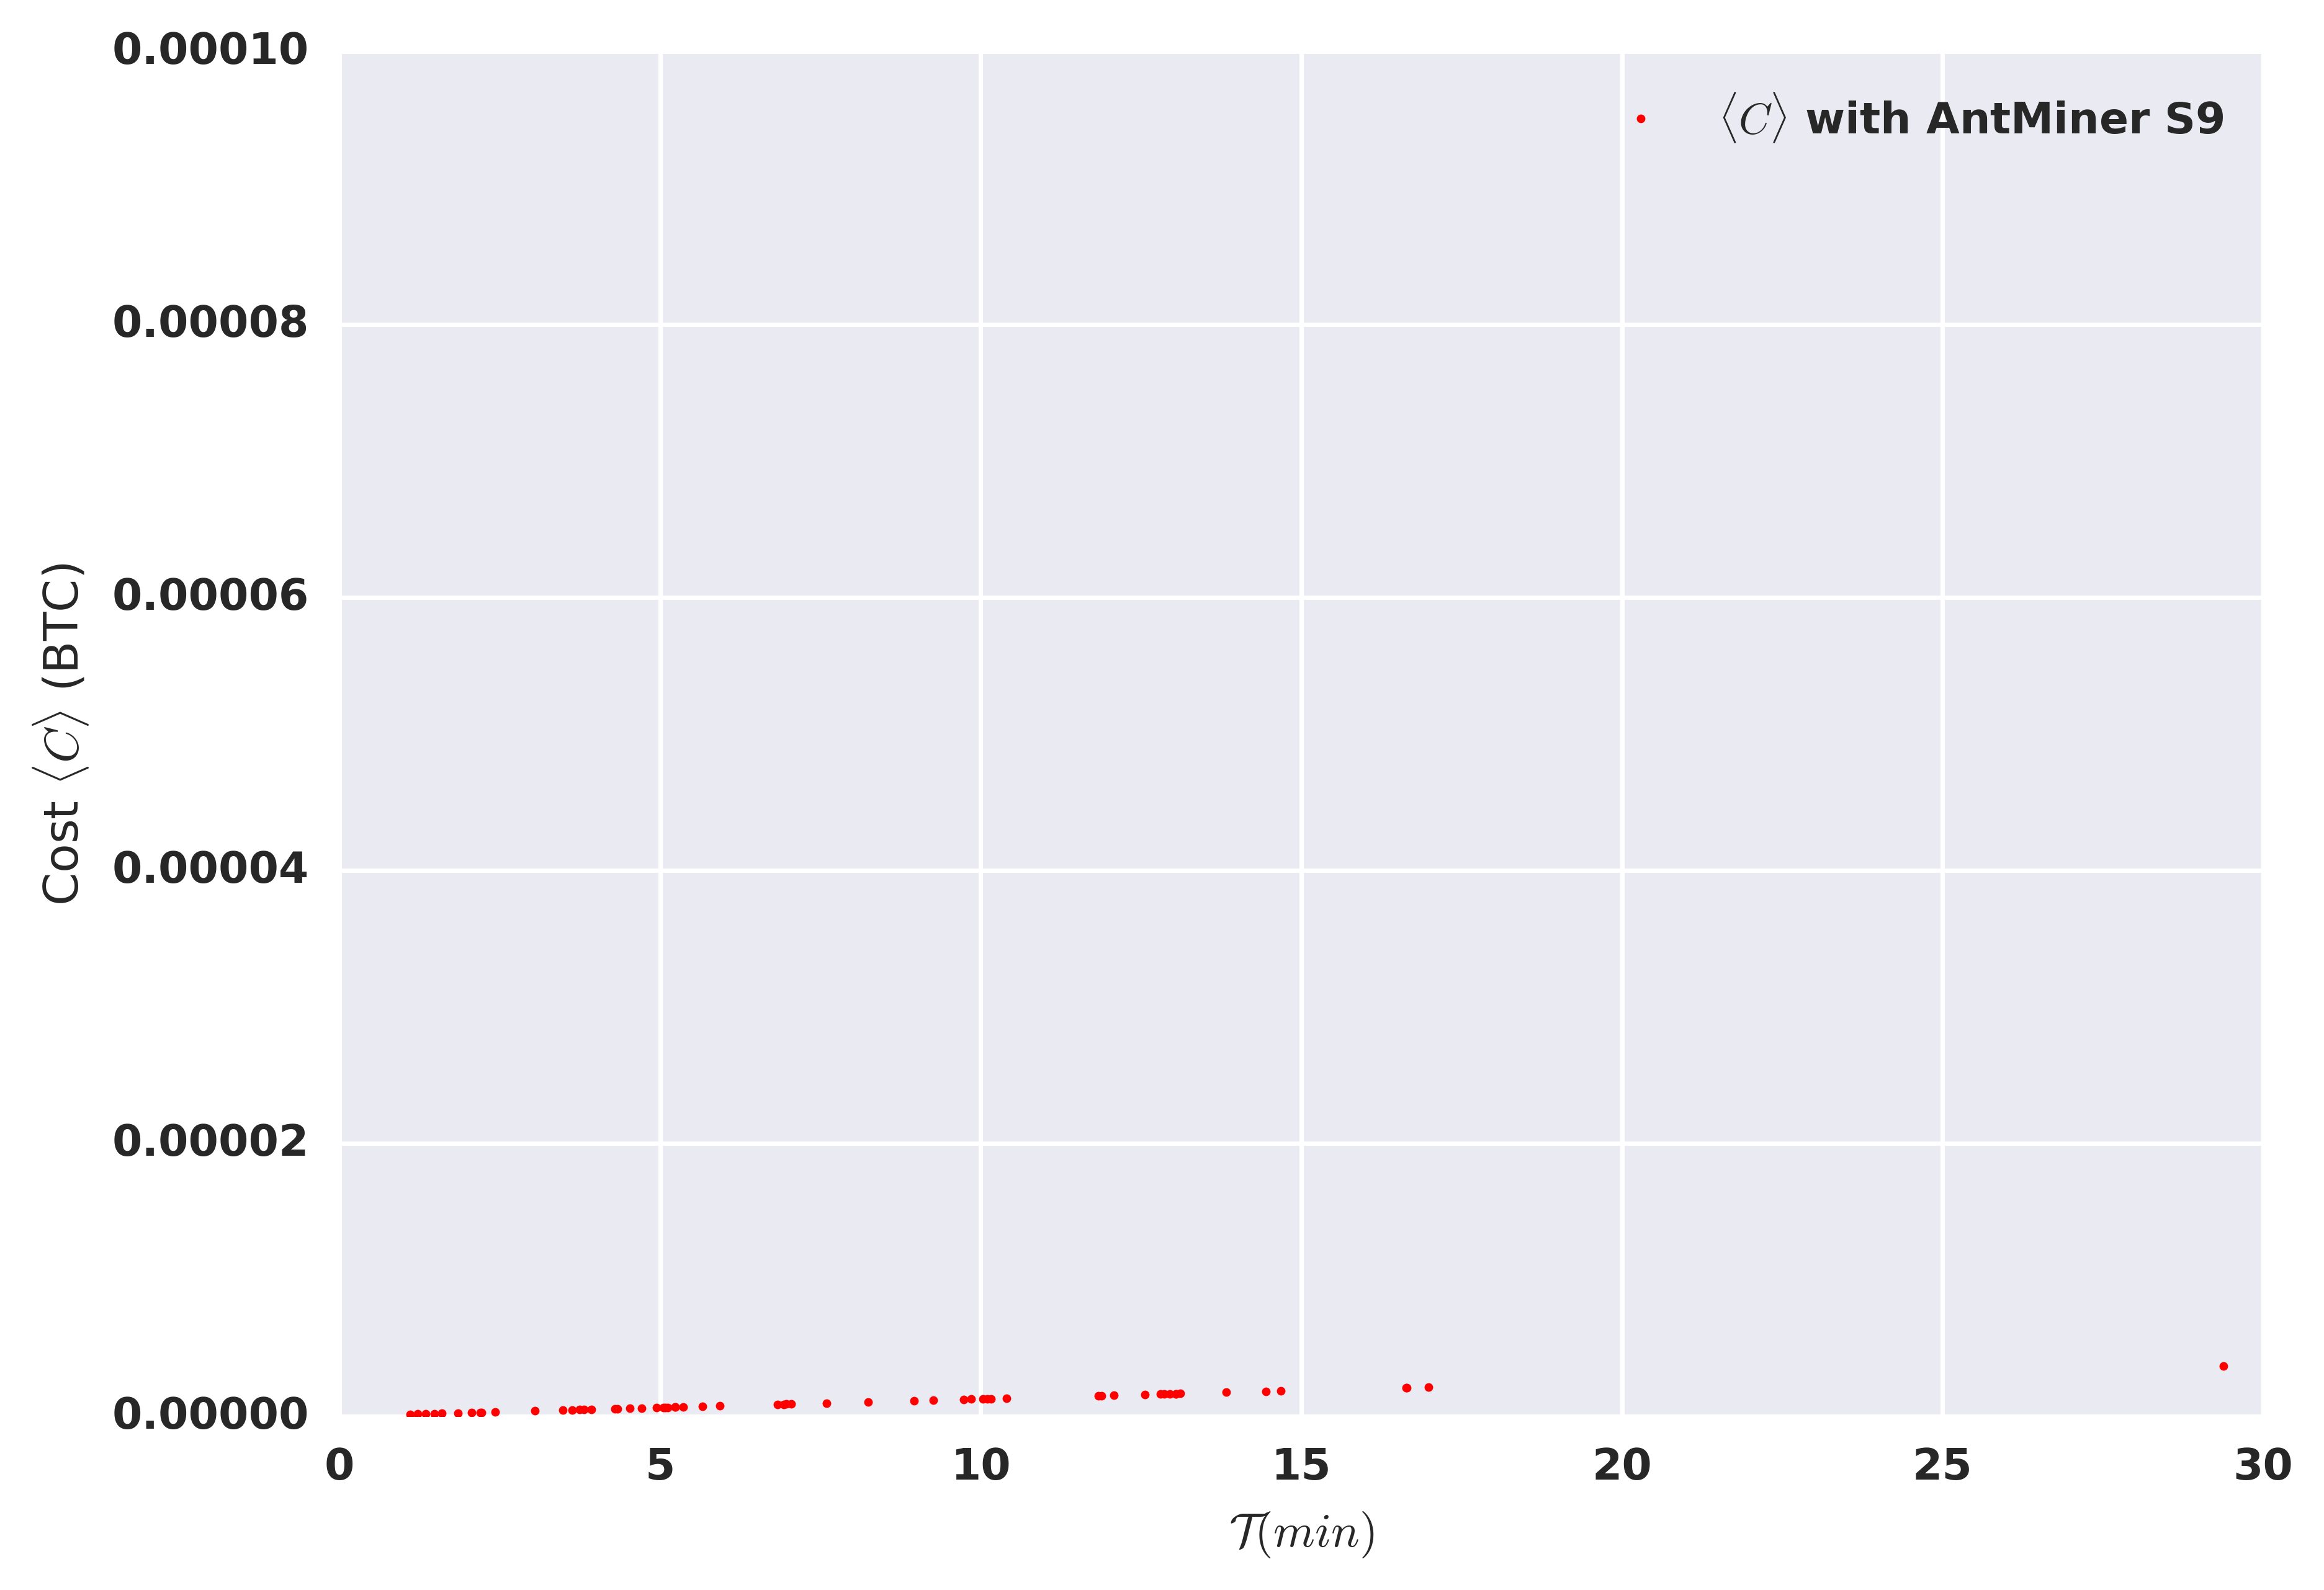 0.00010
⟨C⟩ with AntMiner S9
0.00008
0.00006
Cost ⟨C⟩ (BTC)
0.00004
0.00002
0.00000
0 5 10 15 20 25 30
𝒯(min)